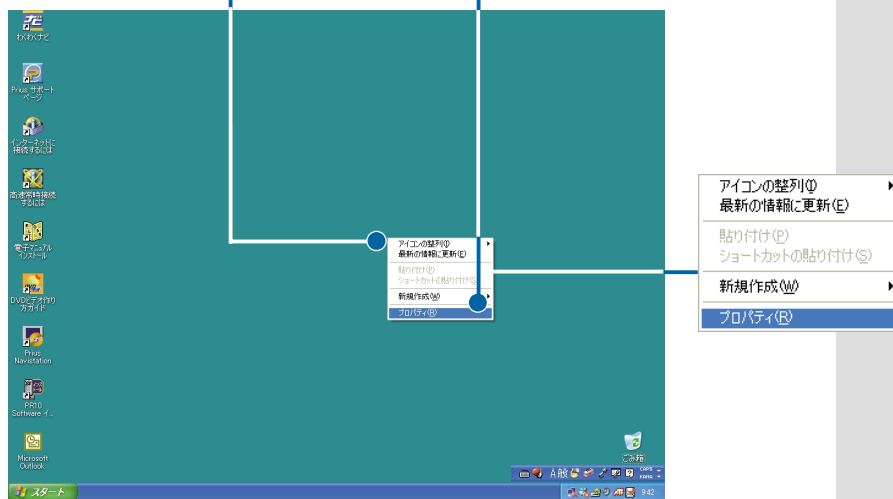 わくわくナビ
Prius サポート
ページ
インターネットに
接続するには
高速常時接続
するには
電子マニュアル
インストール
DVDビデオ作り
方ガイド
Prius
Navistation
PR10
Software イ...
Microsoft
Outlook
アイコンの整列(I)
最新の情報に更新(E)
貼り付け(P)
ショートカットの貼り付け(S)
新規作成(W)
プロパティ(R)
アイコンの整列(I)
最新の情報に更新(E)
貼り付け(P)
ショートカットの貼り付け(S)
新規作成(W)
プロパティ(R)
ごみ箱
A般
CAPS
KANA
スタート
9:42